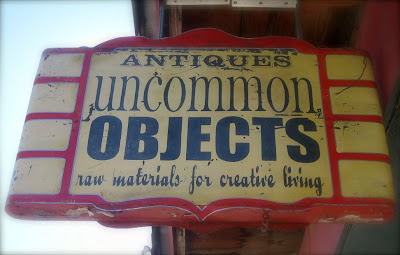 ANTIQUES
uncommon
OBJECTS
raw materials for creative living